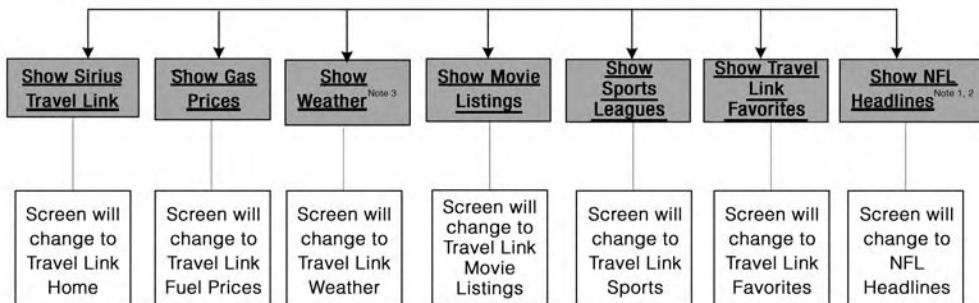 Show Sirius
Travel Link
Show Gas
Prices
Show
Weather Note 3
Show Movie
Listings
Show
Sports
Leagues
Show Travel
Link
Favorites
Show NFL
Headlines Note 1, 2
Screen will
change to
Travel Link
Home
Screen will
change to
Travel Link
Fuel Prices
Screen will
change to
Travel Link
Weather
Screen will
change to
Travel Link
Movie
Listings
Screen will
change to
Travel Link
Sports
Screen will
change to
Travel Link
Favorites
Screen will
change to
NFL
Headlines